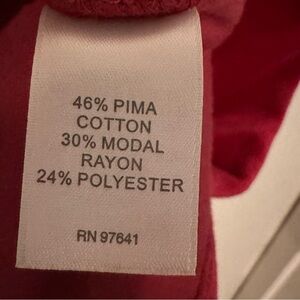 46% PIMA
COTTON
30% MODAL
RAYON
24% POLYESTER
RN 97641